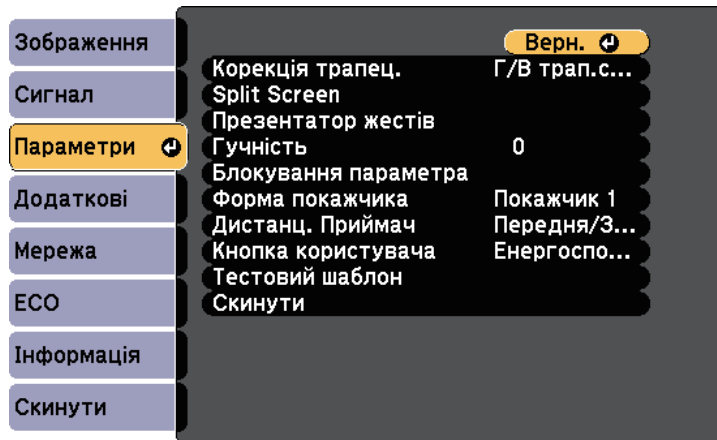 Зображення
Сигнал
Параметри
Додаткові
Мережа
ECO
Інформація
Скинути
Верн.
Корекція трапец. Г/В трап.с...
Split Screen
Презентатор жестів
Гучність 0
Блокування параметра
Форма покажчика Покажчик 1
Дистанц. Приймач Передня/З...
Кнопка користувача Енергоспо...
Тестовий шаблон
Скинути